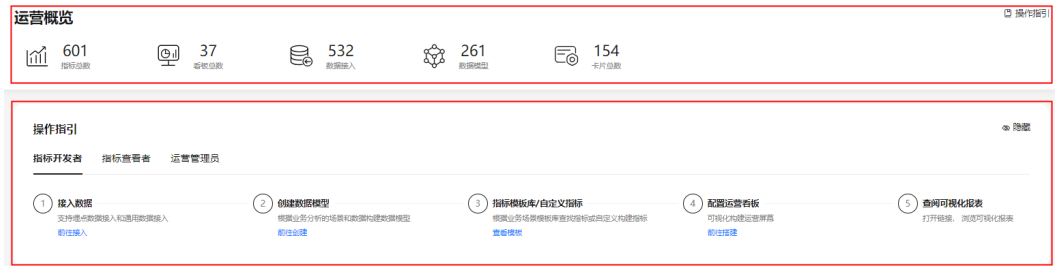 运营概览
操作指引
601
指标总数
37
看板总数
532
数据接入
261
数据模型
154
卡片总数
操作指引
隐藏
指标开发者 指标查看者 运营管理员
1 接入数据
支持埋点数据接入和通用数据接入
前往接入
2 创建数据模型
根据业务分析的场景和数据构建数据模型
前往创建
3 指标模板库/自定义指标
根据业务场景模板库查找指标或自定义构建指标
查看模板
4 配置运营看板
可视化构建运营屏幕
前往搭建
5 查阅可视化报表
打开链接,浏览可视化报表